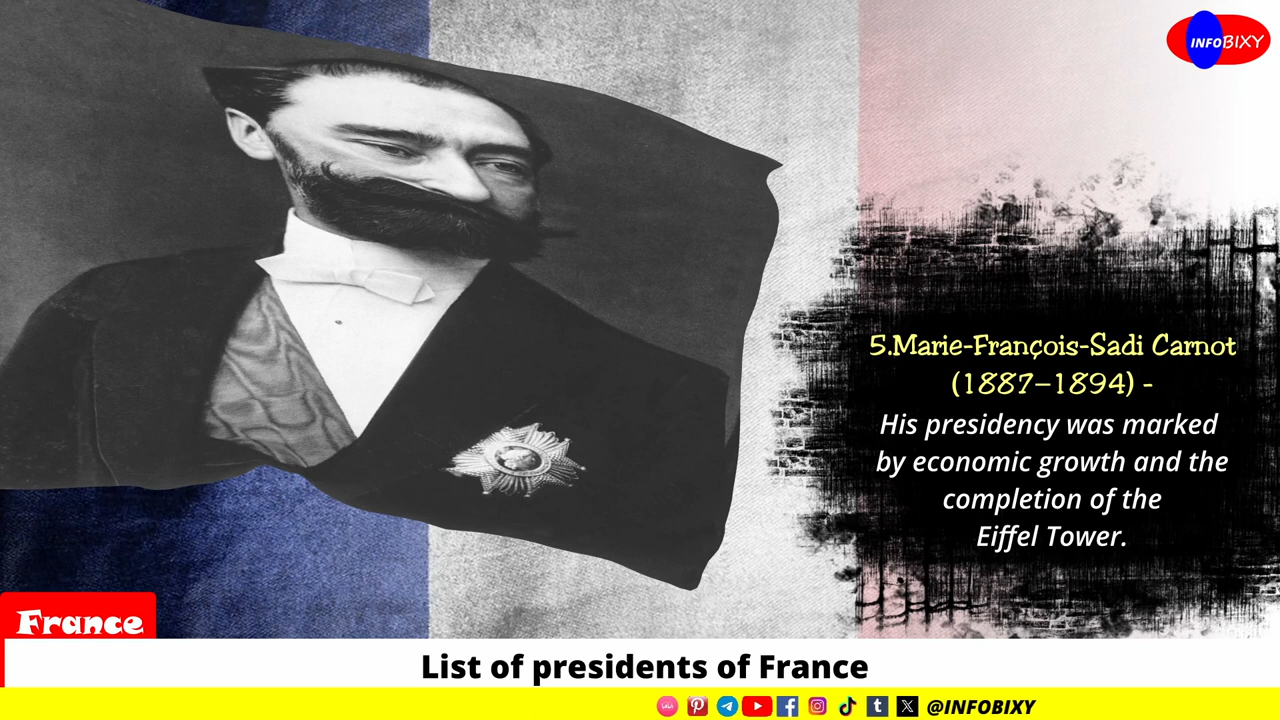 INFOBIXY
5.Marie-François-Sadi Carnot
(1887–1894) -
His presidency was marked
by economic growth and the
completion of the
Eiffel Tower.
France
List of presidents of France
@INFOBIXY